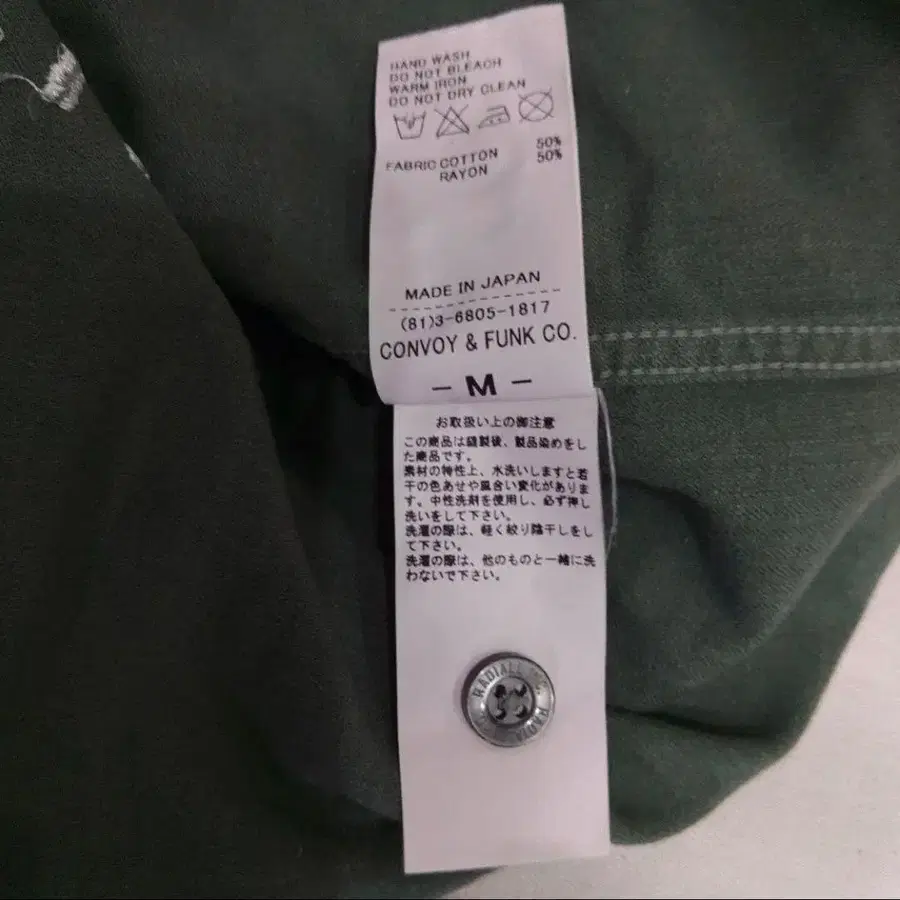 HAND WASH
DO NOT BLEACH
WARM IRON
DO NOT DRY CLEAN
FABRIC COTTON 50%
RAYON 50%
MADE IN JAPAN
(81)3-6805-1817
CONVOY & FUNK CO.
- M -
お取扱い上の御注意
この商品は縫製後、製品染めをし
た商品です。
素材の特性上、水洗いしますと若
干の色あせや風合い変化がありま
す。中性洗剤を使用し、必ず押し
洗いをして下さい。
洗濯の際は、軽く絞り陰干しをし
て下さい。
洗濯の際は、他のものと一緒に洗
わないで下さい。
RADIALL